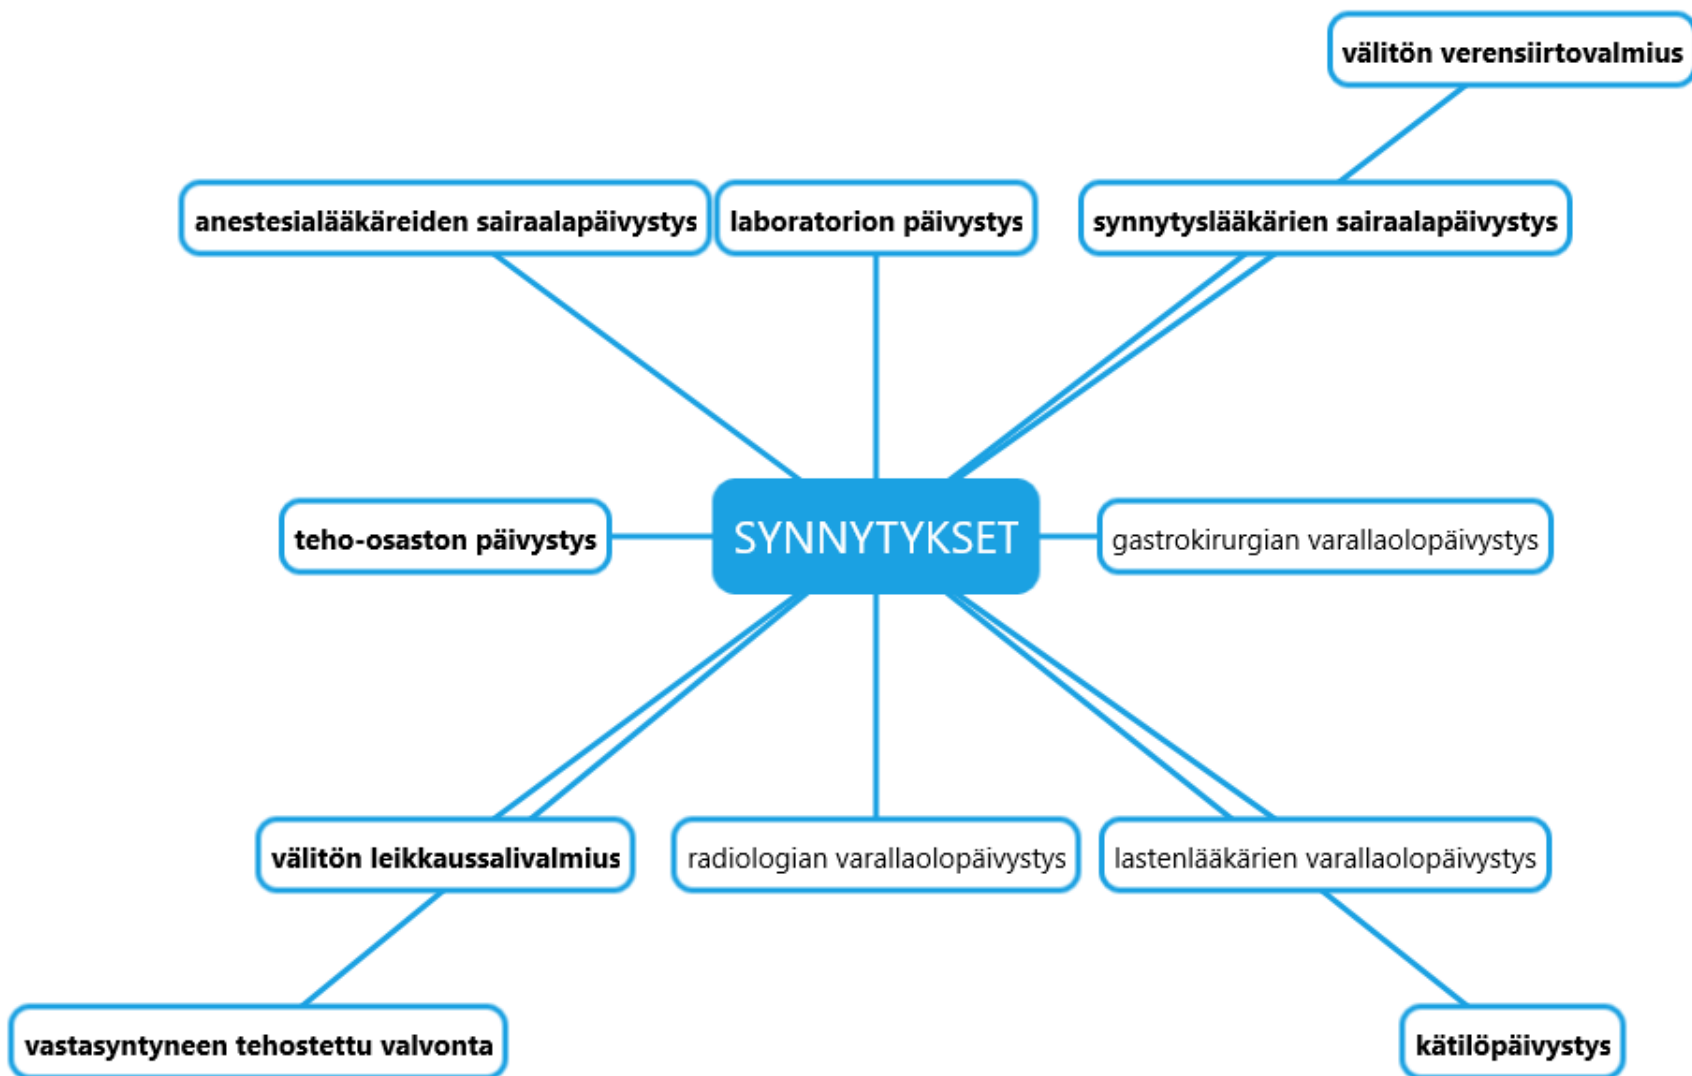 välitön verensiirtovalmius
anestesialääkäreiden sairaalapäivystys
laboratorion päivystys
synnytyslääkärien sairaalapäivystys
teho-osaston päivystys
SYNNYTYKSET
gastrokirurgian varallaolopäivystys
välitön leikkaussalivalmius
radiologian varallaolopäivystys
lastenlääkärien varallaolopäivystys
vastasyntyneen tehostettu valvonta
kätilöpäivystys